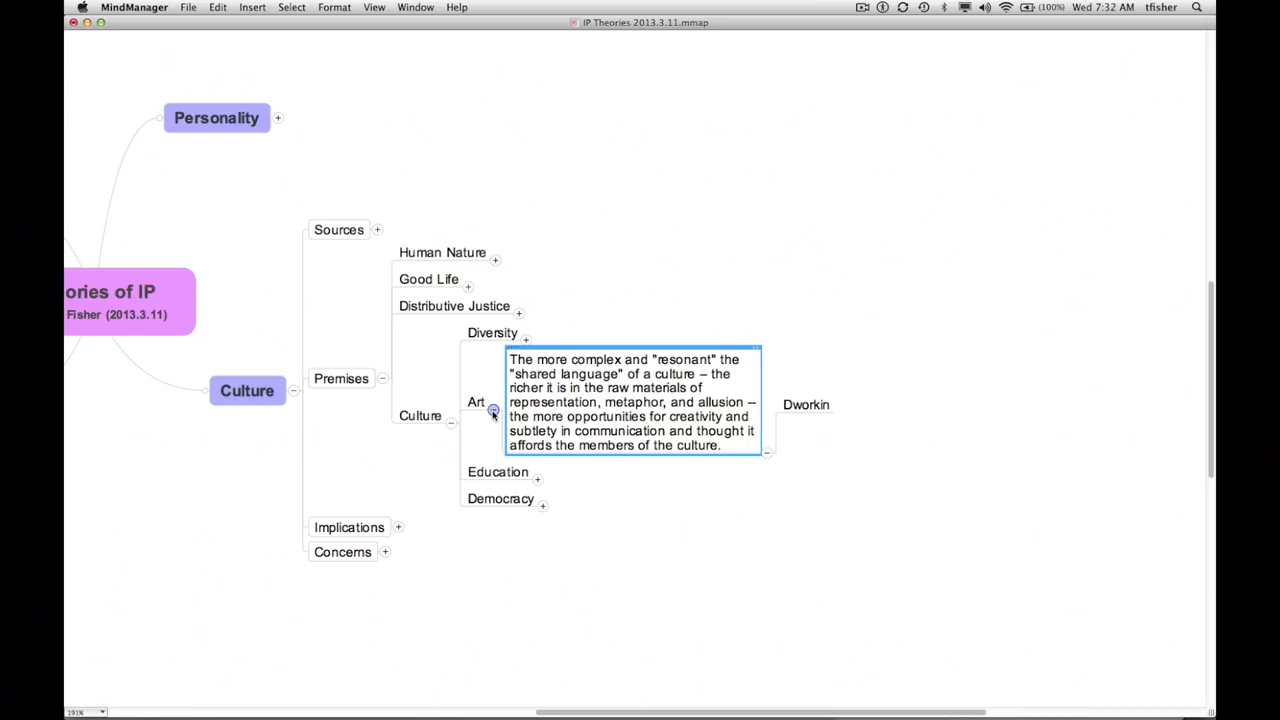 MindManager File Edit Insert Select Format View Window Help (100%) Wed 7:32 AM tfisher
IP Theories 2013.3.11.mmap
Personality
Sources
Human Nature
Good Life
ories of IP
Fisher (2013.3.11)
Distributive Justice
Diversity
The more complex and "resonant" the
"shared language" of a culture – the
richer it is in the raw materials of
representation, metaphor, and allusion --
the more opportunities for creativity and
subtlety in communication and thought it
affords the members of the culture.
Premises
Culture
Art
Dworkin
Culture
Education
Democracy
Implications
Concerns
191%